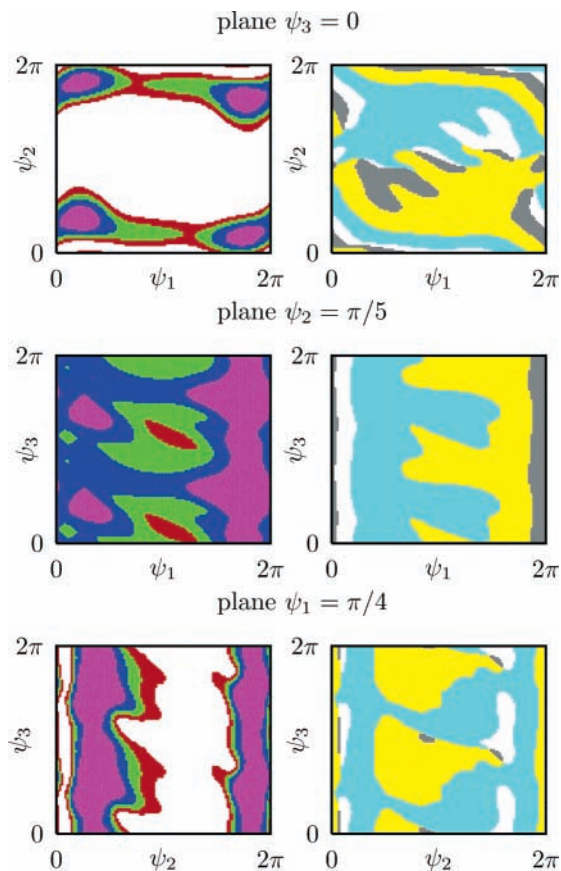 plane ψ₃ = 0
2π 2π
ψ₂ ψ₂
0 0
0 ψ₁ 2π 0 ψ₁ 2π
plane ψ₂ = π/5
2π 2π
ψ₃ ψ₃
0 0
0 ψ₁ 2π 0 ψ₁ 2π
plane ψ₁ = π/4
2π 2π
ψ₃ ψ₃
0 0
0 ψ₂ 2π 0 ψ₂ 2π